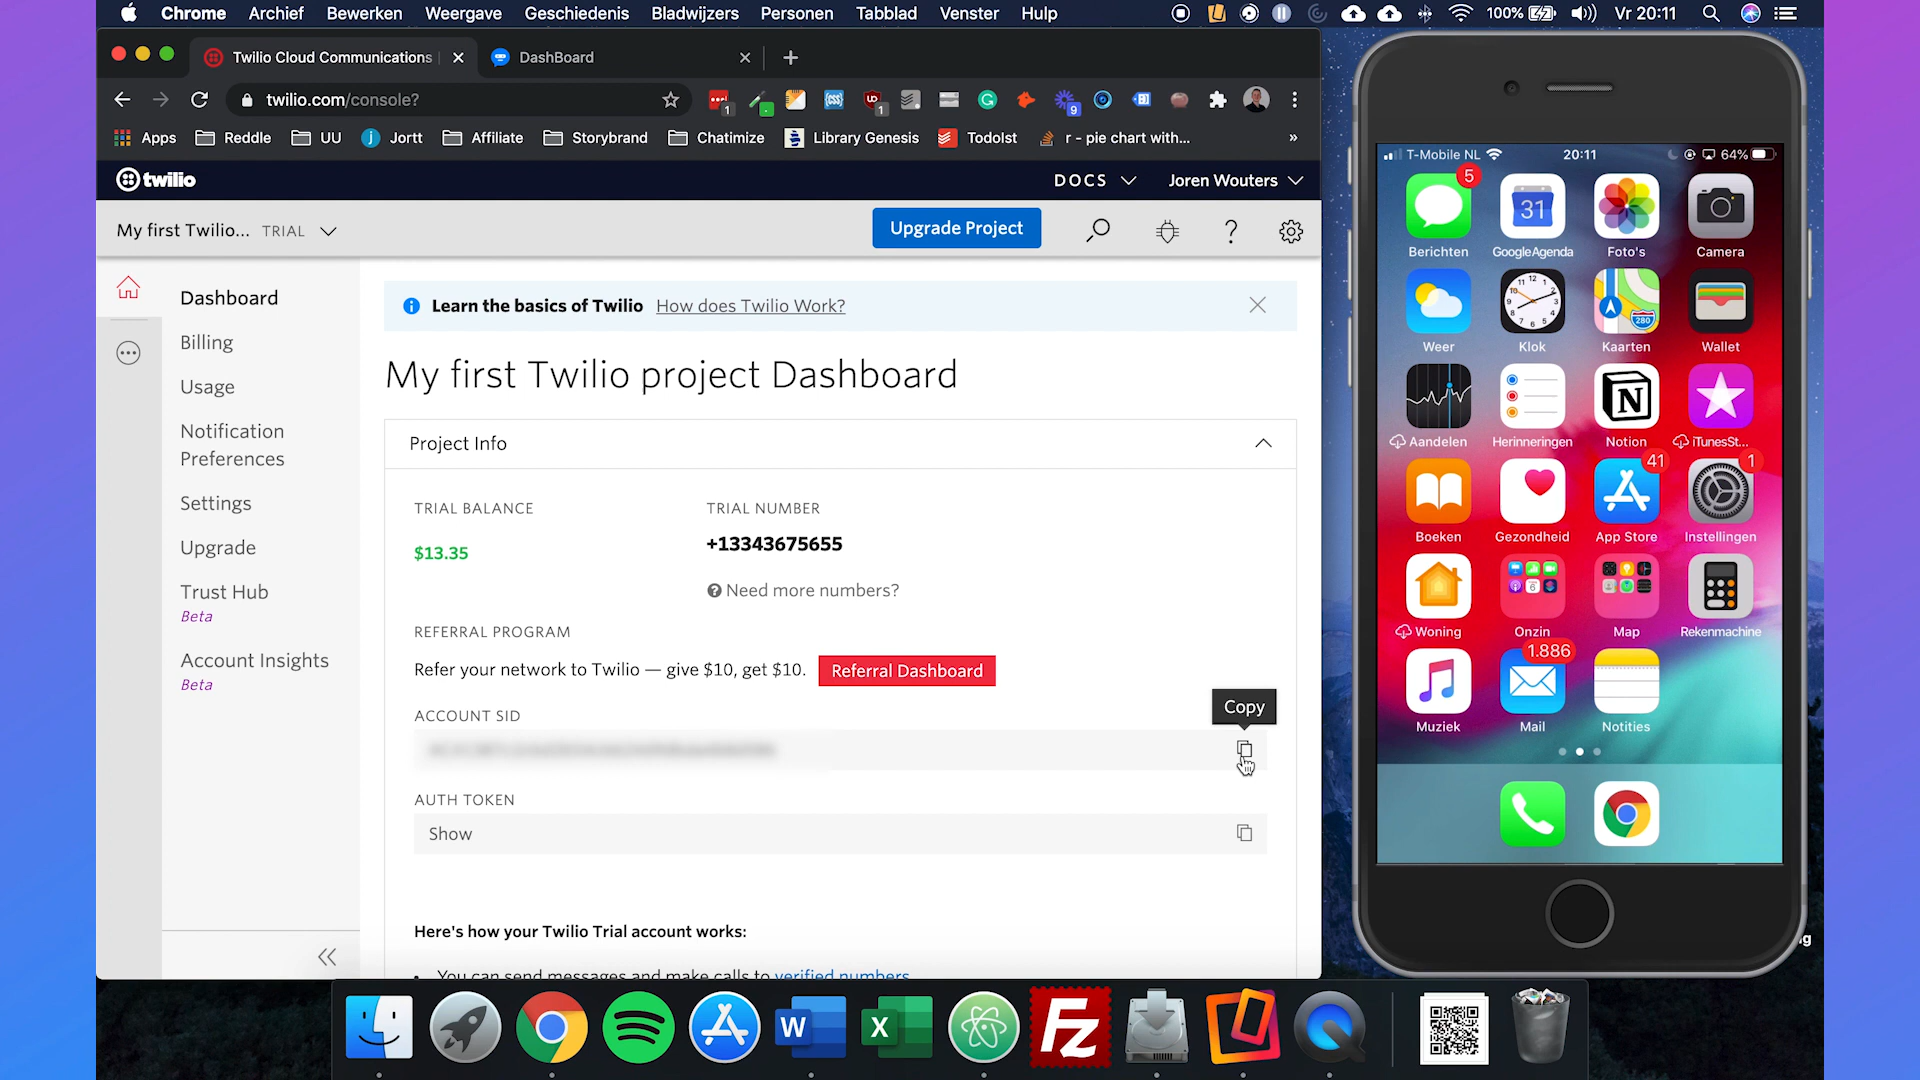 Chrome Archief Bewerken Weergave Geschiedenis Bladwijzers Personen Tabblad Venster Hulp 100% Vr 20:11
Twilio Cloud Communications DashBoard
twilio.com/console?
1 1 9
Apps Reddle UU Jortt Affiliate Storybrand Chatimize Library Genesis TodoIst r - pie chart with... »
twilio DOCS Joren Wouters
My first Twilio... TRIAL Upgrade Project
Dashboard
Billing
Usage
Notification
Preferences
Settings
Upgrade
Trust Hub
Beta
Account Insights
Beta
Learn the basics of Twilio How does Twilio Work?
My first Twilio project Dashboard
Project Info
TRIAL BALANCE TRIAL NUMBER
$13.35 +13343675655
Need more numbers?
REFERRAL PROGRAM
Refer your network to Twilio — give $10, get $10. Referral Dashboard
ACCOUNT SID
Copy
AUTH TOKEN
Show
Here's how your Twilio Trial account works:
You can send messages and make calls to verified numbers
T-Mobile NL 20:11 64%
5
31
Berichten GoogleAgenda Foto's Camera
280
Weer Klok Kaarten Wallet
Aandelen Herinneringen Notion iTunesSt...
41 1
Boeken Gezondheid App Store Instellingen
Woning Onzin Map Rekenmachine
1.886
Muziek Mail Notities
W X Fz